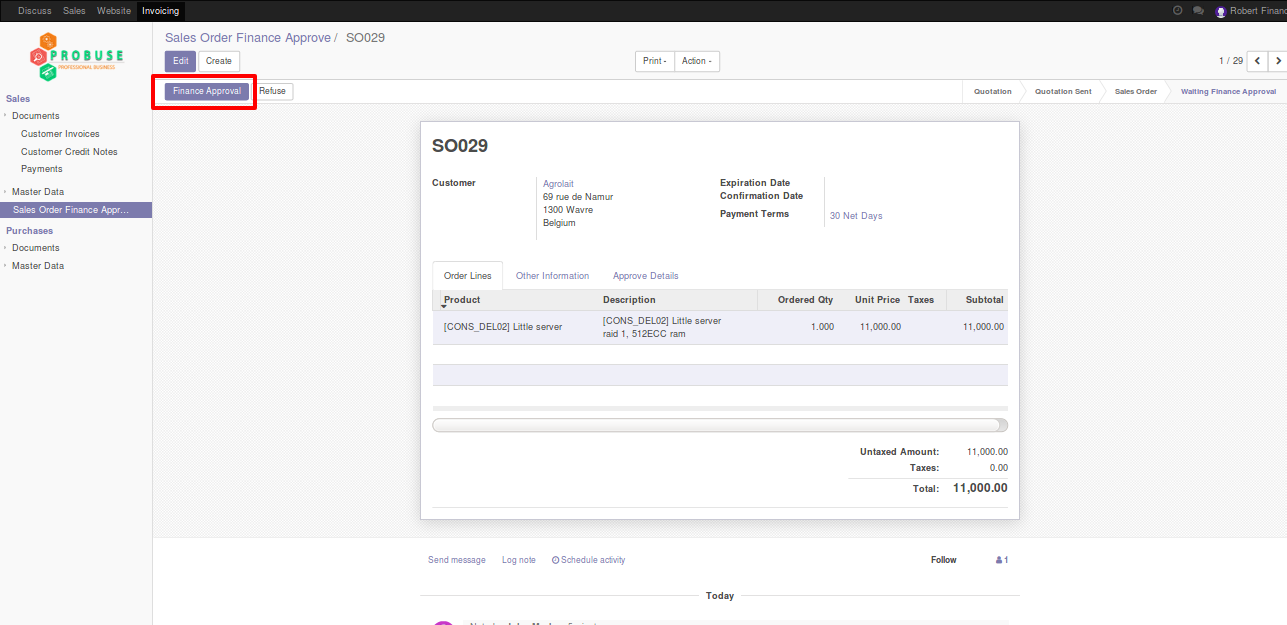 Discuss Sales Website Invoicing
Robert Financ
PROBUSE
PROFESSIONAL BUSINESS
Sales Order Finance Approve / SO029
Edit Create Print Action 1 / 29
Finance Approval Refuse Quotation Quotation Sent Sales Order Waiting Finance Approval
Sales
Documents
Customer Invoices
Customer Credit Notes
Payments
Master Data
Sales Order Finance Appr...
Purchases
Documents
Master Data
SO029
Customer
Agrolait
69 rue de Namur
1300 Wavre
Belgium
Expiration Date
Confirmation Date
Payment Terms 30 Net Days
Order Lines Other Information Approve Details
Product Description Ordered Qty Unit Price Taxes Subtotal
[CONS_DEL02] Little server [CONS_DEL02] Little server 1.000 11,000.00 11,000.00
raid 1, 512ECC ram
Untaxed Amount: 11,000.00
Taxes: 0.00
Total: 11,000.00
Send message Log note Schedule activity Follow 1
Today